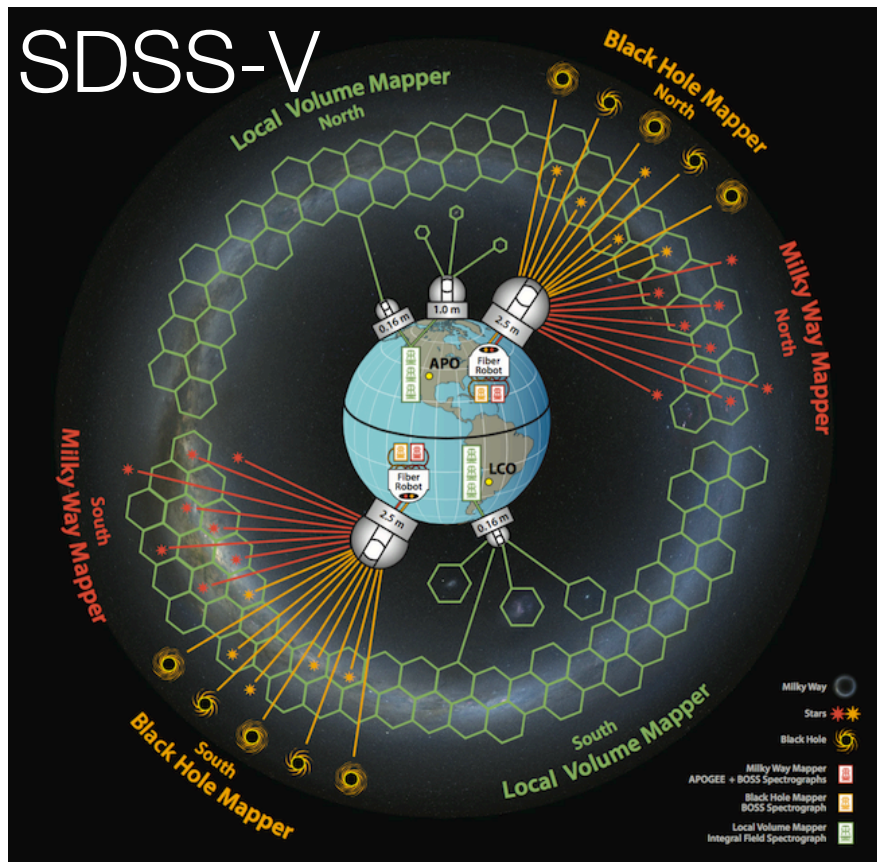 SDSS-V
Local Volume Mapper
North
Black Hole Mapper
North
Milky Way Mapper
North
0.16 m
1.0 m
2.5 m
APO
Fiber
Robot
Fiber
Robot
LCO
2.5 m
0.16 m
Milky Way Mapper
South
Black Hole Mapper
South
South
Local Volume Mapper
Milky Way
Stars
Black Hole
Milky Way Mapper
APOGEE + BOSS Spectrographs
Black Hole Mapper
BOSS Spectrograph
Local Volume Mapper
Integral Field Spectrograph